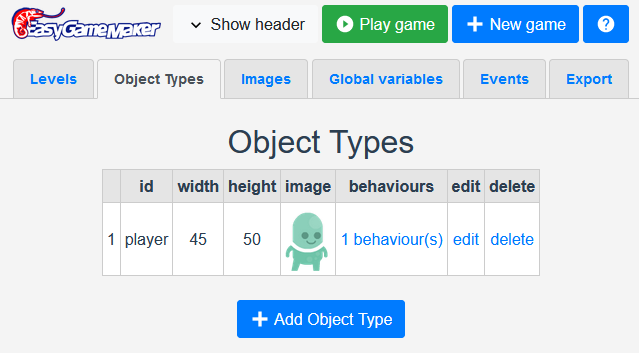 EasyGameMaker Show header Play game New game
Levels Object Types Images Global variables Events Export
Object Types
id width height image behaviours edit delete
1 player 45 50 1 behaviour(s) edit delete
Add Object Type